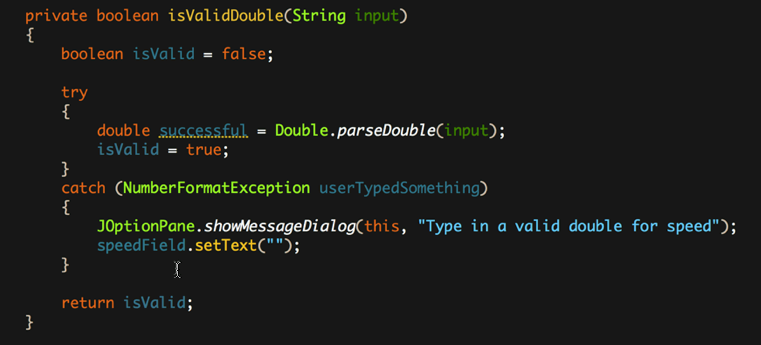 private boolean isValidDouble(String input)
{
    boolean isValid = false;

    try
    {
        double successful = Double.parseDouble(input);
        isValid = true;
    }
    catch (NumberFormatException userTypedSomething)
    {
        JOptionPane.showMessageDialog(this, "Type in a valid double for speed");
        speedField.setText("");
    }

    return isValid;
}